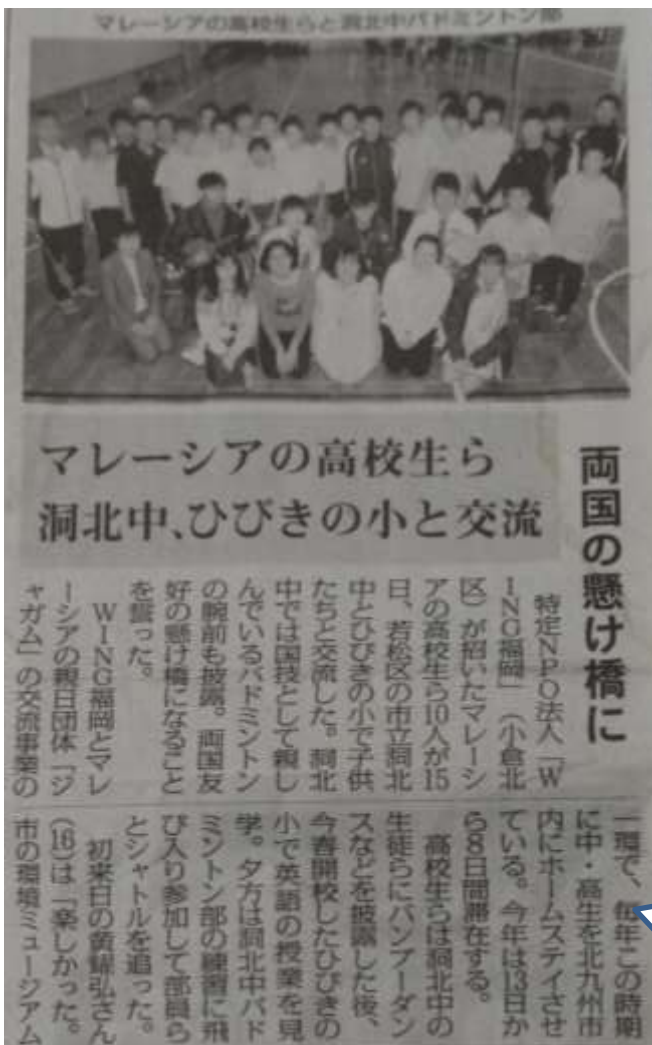 マレーシアの高校生らと洞北中バドミントン部
両国の懸け橋に
マレーシアの高校生ら
洞北中、ひびきの小と交流
特定NPO法人「W
ING福岡」(小倉北
区)が招いたマレーシ
アの高校生ら10人が15
日、若松区の市立洞北
中とひびきの小で子供
たちと交流した。洞北
中では国技として親し
んでいるバドミントン
の腕前も披露。両国友
好の懸け橋になること
を誓った。
WING福岡とマレ
ーシアの親日団体「ジ
ャガム」の交流事業の
一環で、毎年この時期
に中・高生を北九州市
内にホームステイさせ
ている。今年は13日か
ら8日間滞在する。
高校生らは洞北中の
生徒らにバンブーダン
スなどを披露した後、
今春開校したひびきの
小で英語の授業を見
学。夕方は洞北中バド
ミントン部の練習に飛
び入り参加して部員ら
とシャトルを追った。
初来日の黄耀弘さん
(16)は「楽しかった。
市の環境ミュージアム